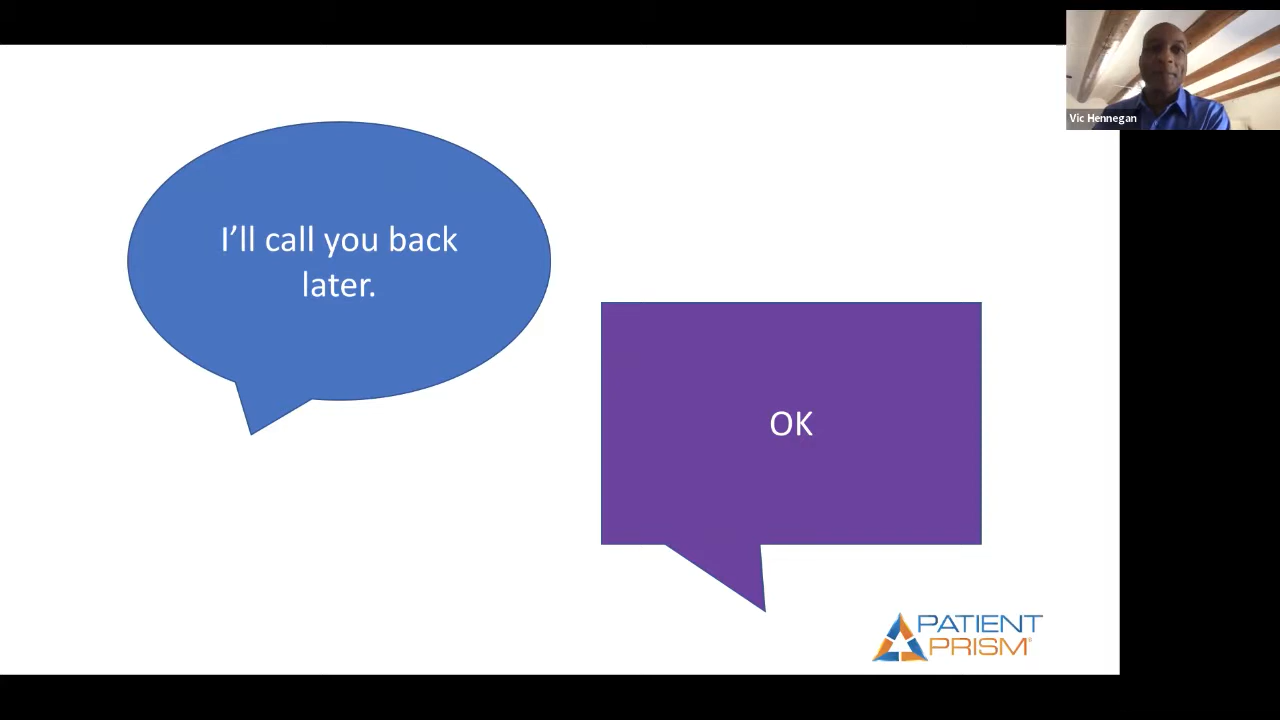 Vic Hennegan
I’ll call you back
later.
OK
PATIENT
PRISM®